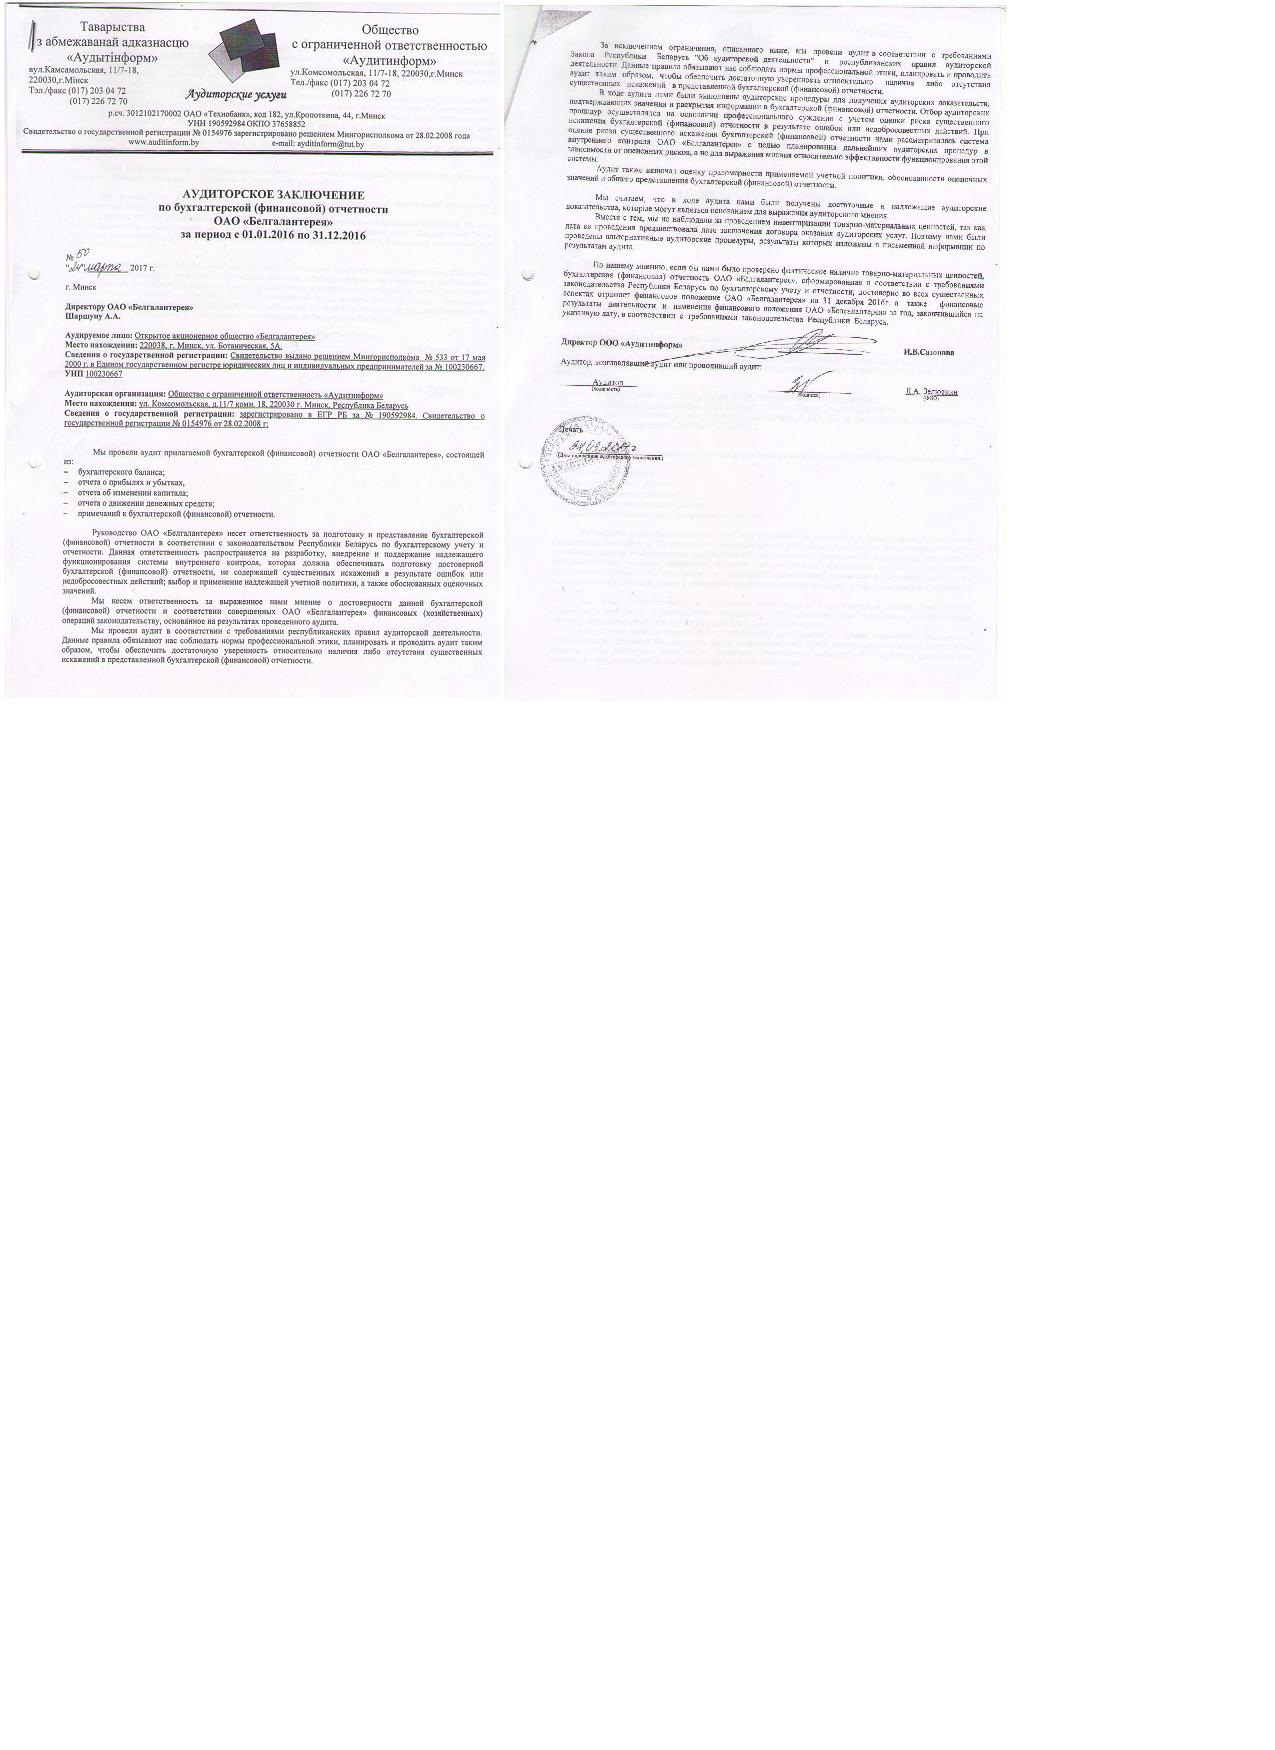 Таварыства
з абмежаванай адказнасцю
«Аудытінформ»
вул.Камсамольская, 11/7-18,
220030,г.Мінск
Тэл./факс (017) 203 04 72
(017) 226 72 70
Аудиторские услуги
Общество
с ограниченной ответственностью
«Аудитинформ»
ул.Комсомольская, 11/7-18, 220030,г.Минск
Тел./факс (017) 203 04 72
(017) 226 72 70
р.сч. 3012102170002 ОАО «Технобанк», код 182, ул.Кропоткина, 44, г.Минск
УНН 190592984 ОКПО 37658852
Свидетельство о государственной регистрации № 0154976 зарегистрировано решением Мингорисполкома от 28.02.2008 года
www.auditinform.by e-mail: ayditinform@tut.by
АУДИТОРСКОЕ ЗАКЛЮЧЕНИЕ
по бухгалтерской (финансовой) отчетности
ОАО «Белгалантерея»
за период с 01.01.2016 по 31.12.2016
№ 50
"24" марта 2017 г.
г. Минск
Директору ОАО «Белгалантерея»
Шаршуну А.А.
Аудируемое лицо: Открытое акционерное общество «Белгалантерея»
Место нахождения: 220038, г. Минск, ул. Ботаническая, 5А.
Сведения о государственной регистрации: Свидетельство выдано решением Мингорисполкома № 533 от 17 мая
2000 г. в Едином государственном регистре юридических лиц и индивидуальных предпринимателей за № 100230667.
УНП 100230667
Аудиторская организация: Общество с ограниченной ответственность «Аудитинформ»
Место нахождения: ул. Комсомольская, д.11/7 комн. 18, 220030 г. Минск, Республика Беларусь
Сведения о государственной регистрации: зарегистрировано в ЕГР РБ за № 190592984. Свидетельство о
государственной регистрации № 0154976 от 28.02.2008 г;
Мы провели аудит прилагаемой бухгалтерской (финансовой) отчетности ОАО «Белгалантерея», состоящей
из:
– бухгалтерского баланса;
– отчета о прибылях и убытках,
– отчета об изменении капитала;
– отчета о движении денежных средств;
– примечаний к бухгалтерской (финансовой) отчетности.
Руководство ОАО «Белгалантерея» несет ответственность за подготовку и представление бухгалтерской
(финансовой) отчетности в соответствии с законодательством Республики Беларусь по бухгалтерскому учету и
отчетности. Данная ответственность распространяется на разработку, внедрение и поддержание надлежащего
функционирования системы внутреннего контроля, которая должна обеспечивать подготовку достоверной
бухгалтерской (финансовой) отчетности, не содержащей существенных искажений в результате ошибок или
недобросовестных действий; выбор и применение надлежащей учетной политики, а также обоснованных оценочных
значений.
Мы несем ответственность за выраженное нами мнение о достоверности данной бухгалтерской
(финансовой) отчетности и соответствии совершенных ОАО «Белгалантерея» финансовых (хозяйственных)
операций законодательству, основанное на результатах проведенного аудита.
Мы провели аудит в соответствии с требованиями республиканских правил аудиторской деятельности.
Данные правила обязывают нас соблюдать нормы профессиональной этики, планировать и проводить аудит таким
образом, чтобы обеспечить достаточную уверенность относительно наличия либо отсутствия существенных
искажений в представленной бухгалтерской (финансовой) отчетности.
За исключением ограничения, описанного ниже, мы провели аудит в соответствии с требованиями
Закона Республики Беларусь "Об аудиторской деятельности" и республиканских правил аудиторской
деятельности. Данные правила обязывают нас соблюдать нормы профессиональной этики, планировать и проводить
аудит таким образом, чтобы обеспечить достаточную уверенность относительно наличия либо отсутствия
существенных искажений в представленной бухгалтерской (финансовой) отчетности.
В ходе аудита нами были выполнены аудиторские процедуры для получения аудиторских доказательств,
подтверждающих значения и раскрытия информации в бухгалтерской (финансовой) отчетности. Отбор аудиторских
процедур осуществлялся на основании профессионального суждения с учетом оценки риска существенного
искажения бухгалтерской (финансовой) отчетности в результате ошибок или недобросовестных действий. При
оценке риска существенного искажения бухгалтерской (финансовой) отчетности нами рассматривалась система
внутреннего контроля ОАО «Белгалантерея» с целью планирования дальнейших аудиторских процедур в
зависимости от оцененных рисков, а не для выражения мнения относительно эффективности функционирования этой
системы.
Аудит также включал оценку правомерности применяемой учетной политики, обоснованности оценочных
значений и общего представления бухгалтерской (финансовой) отчетности.
Мы считаем, что в ходе аудита нами были получены достаточные и надлежащие аудиторские
доказательства, которые могут являться основанием для выражения аудиторского мнения.
Вместе с тем, мы не наблюдали за проведением инвентаризации товарно-материальных ценностей, так как
дата ее проведения предшествовала дате заключения договора оказания аудиторских услуг. Поэтому нами были
проведены альтернативные аудиторские процедуры, результаты которых изложены в письменной информации по
результатам аудита.
По нашему мнению, если бы нами было проверено фактическое наличие товарно-материальных ценностей,
бухгалтерская (финансовая) отчетность ОАО «Белгалантерея», сформированная в соответствии с требованиями
законодательства Республики Беларусь по бухгалтерскому учету и отчетности, достоверно во всех существенных
аспектах отражает финансовое положение ОАО «Белгалантерея» на 31 декабря 2016г. а также финансовые
результаты деятельности и изменения финансового положения ОАО «Белгалантерея» за год, закончившийся на
указанную дату, в соответствии с требованиями законодательства Республики Беларусь.
Директор ООО «Аудитинформ» И.В.Сазонова
Аудитор, возглавлявший аудит или проводивший аудит:
Аудитор Л.А. Зелюткин
(должность) (подпись) (ФИО)
Печать
24.03.2017 г